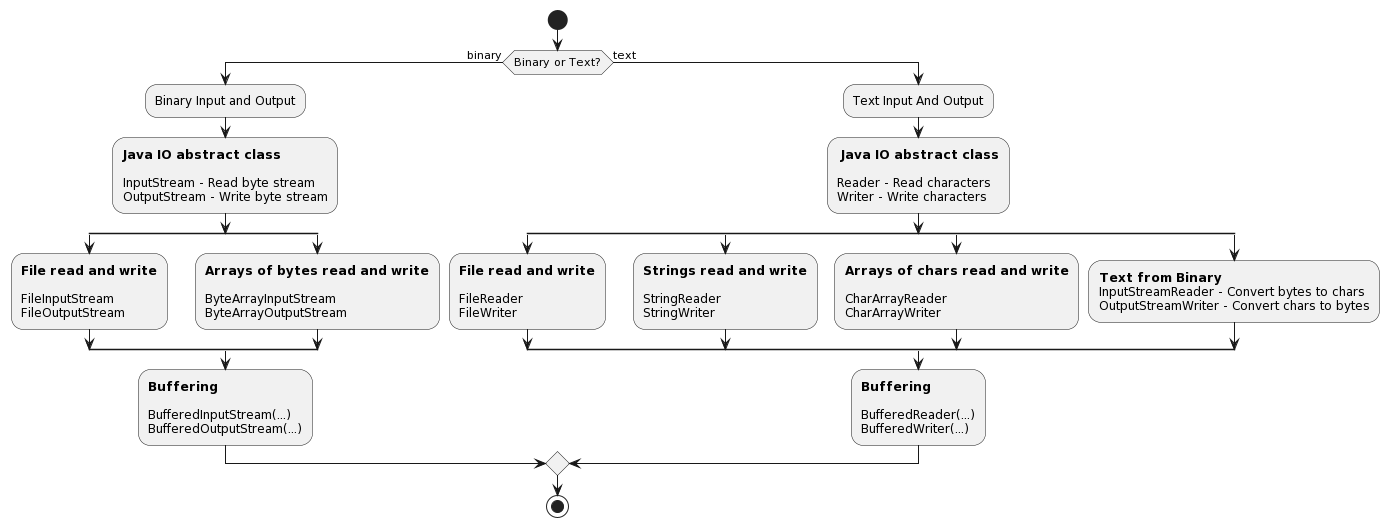 Binary or Text?
binary
text
Binary Input and Output
Java IO abstract class
InputStream - Read byte stream
OutputStream - Write byte stream
File read and write
FileInputStream
FileOutputStream
Arrays of bytes read and write
ByteArrayInputStream
ByteArrayOutputStream
Buffering
BufferedInputStream(...)
BufferedOutputStream(...)
Text Input And Output
Java IO abstract class
Reader - Read characters
Writer - Write characters
File read and write
FileReader
FileWriter
Strings read and write
StringReader
StringWriter
Arrays of chars read and write
CharArrayReader
CharArrayWriter
Text from Binary
InputStreamReader - Convert bytes to chars
OutputStreamWriter - Convert chars to bytes
Buffering
BufferedReader(...)
BufferedWriter(...)